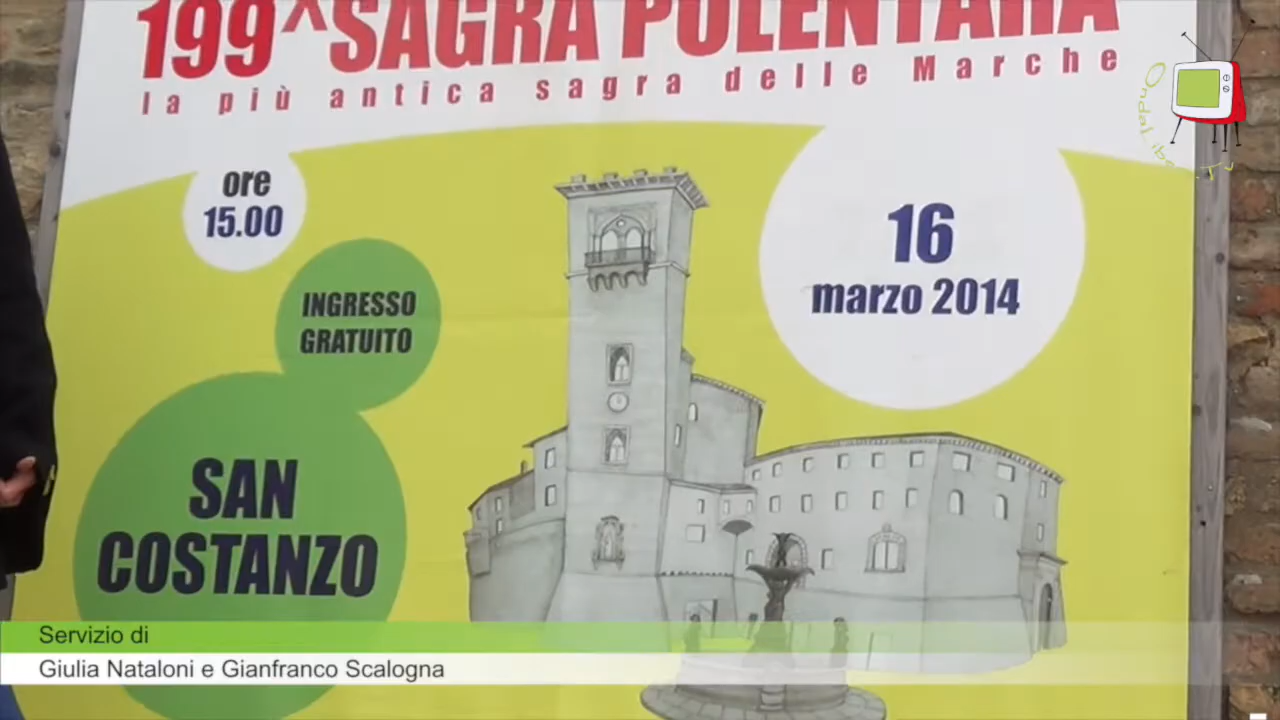 199^ SAGRA POLENTARA
la più antica sagra delle Marche
ore
15.00
INGRESSO
GRATUITO
16
marzo 2014
SAN
COSTANZO
Servizio di
Giulia Nataloni e Gianfranco Scalogna